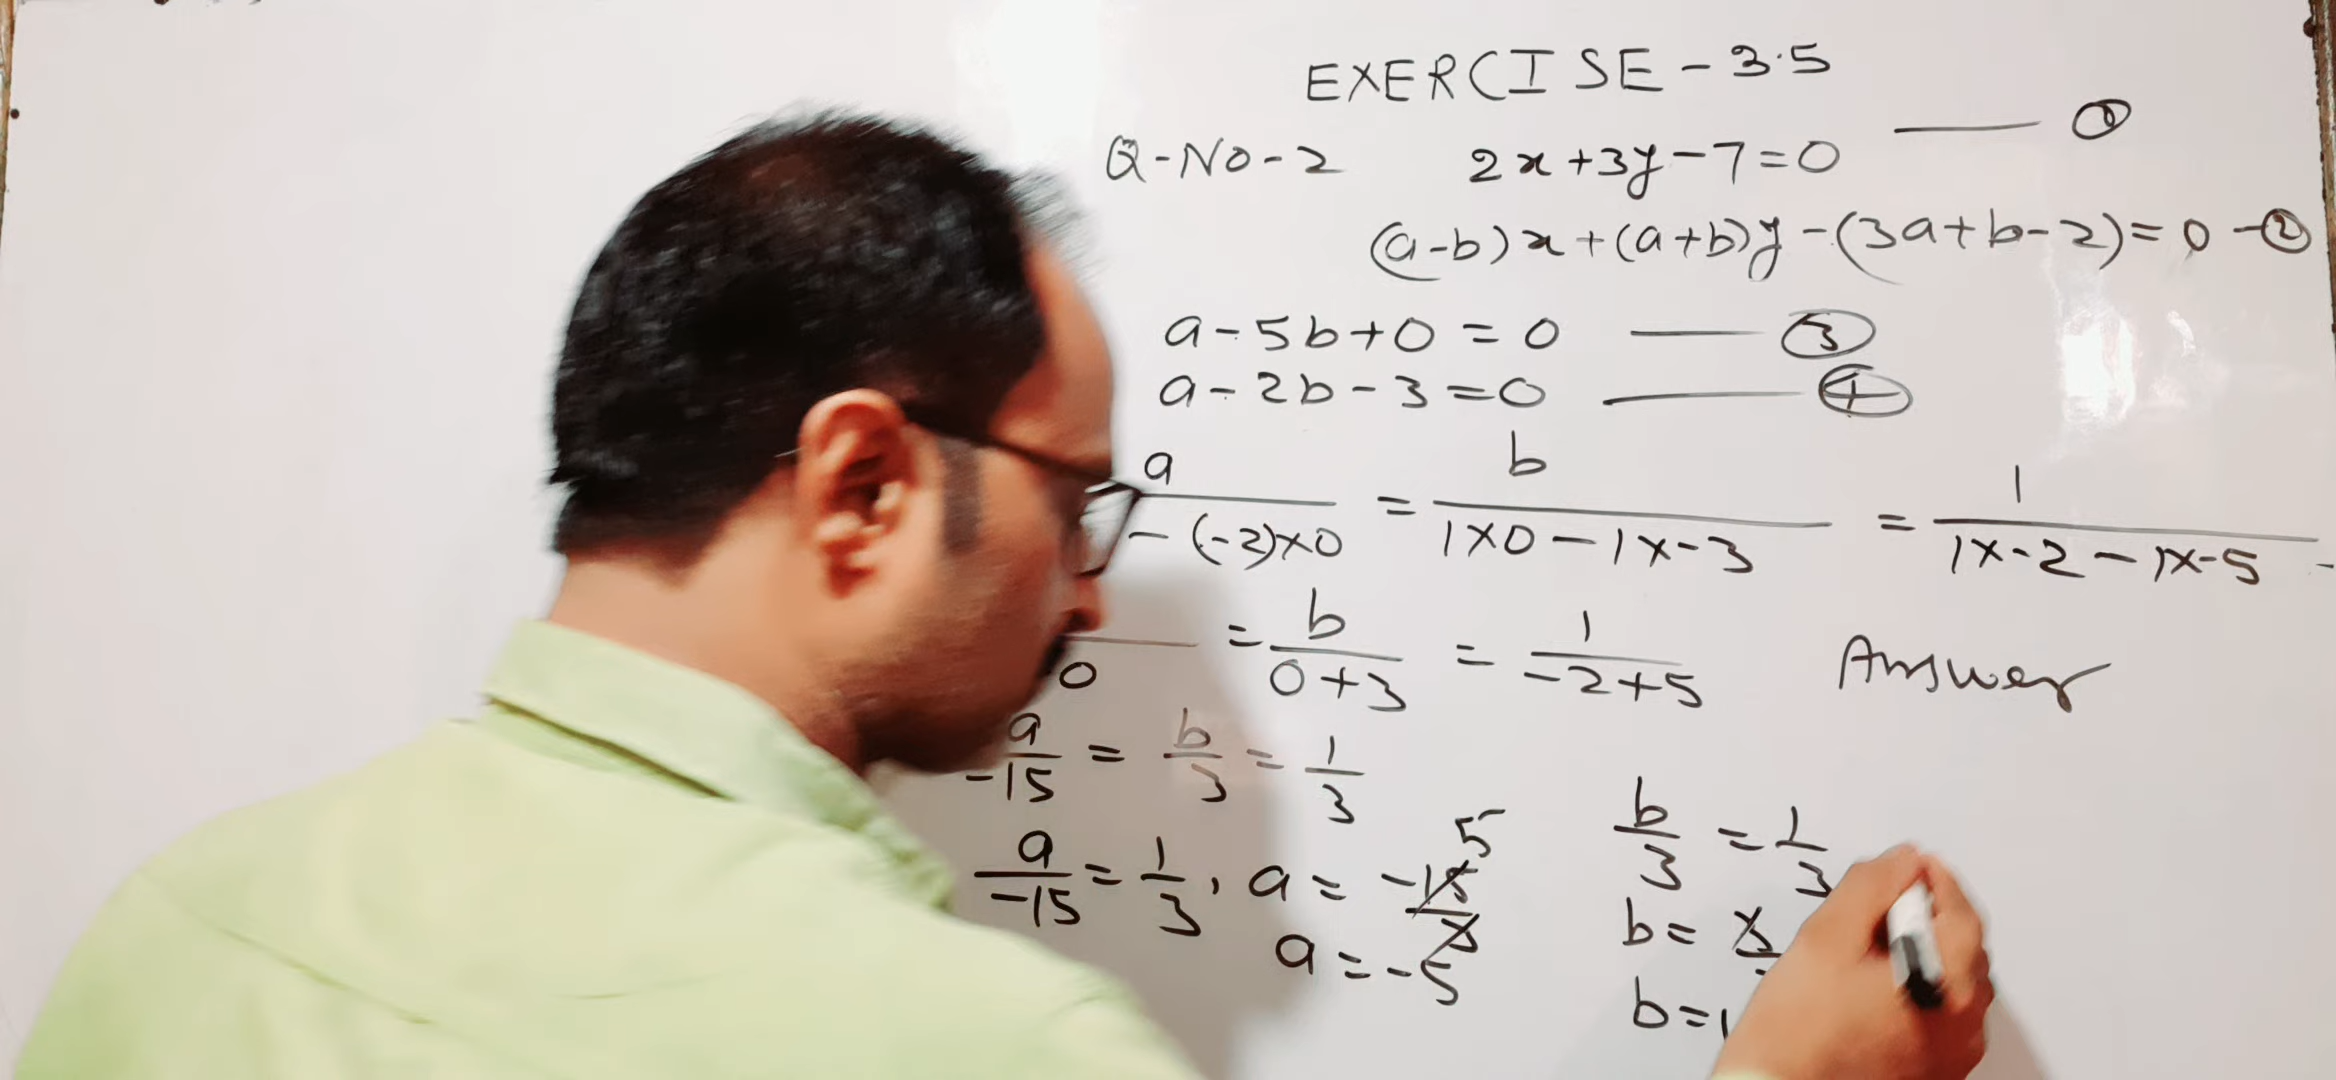 EXERCISE - 3.5
Q-NO-2 2x+3y-7=0 —— ①
(a-b)x+(a+b)y-(3a+b-2)=0 -②
a-5b+0=0 —— ③
a-2b-3=0 —— ④
a/(-(-2)×0) = b/(1×0-1×-3) = 1/(1×-2-1×-5)
0 = b/(0+3) = 1/(-2+5) Answer
a/-15 = b/3 = 1/3
a/-15 = 1/3, a = -15/3 5 b/3 = 1/3
a = -5 b = 3
b = 1